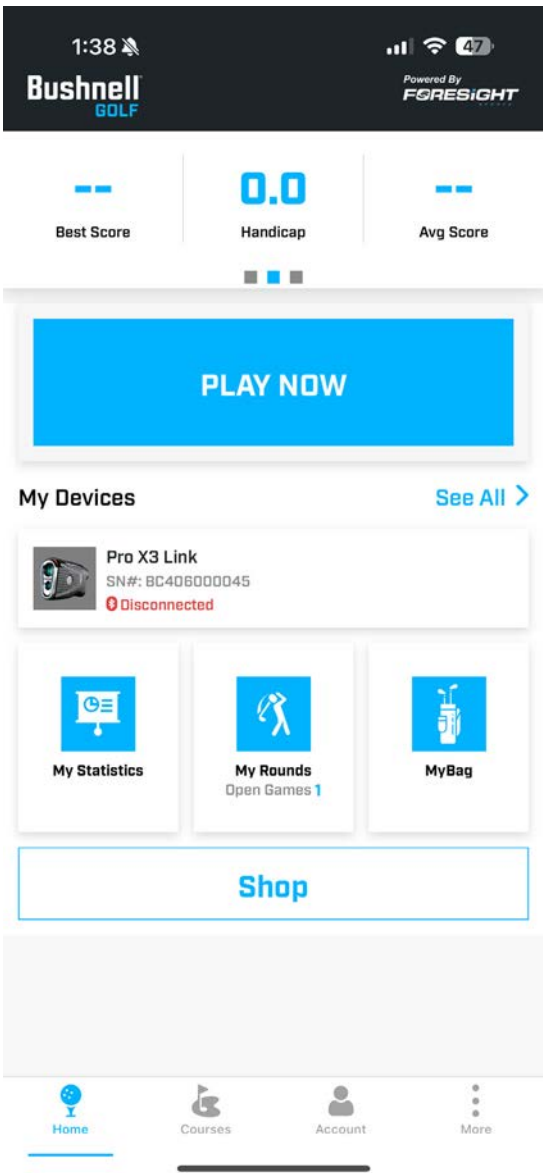 1:38
47
Bushnell
GOLF
Powered By
FORESIGHT
--
0.0
--
Best Score
Handicap
Avg Score
PLAY NOW
My Devices
See All
Pro X3 Link
SN#: BC406000045
Disconnected
My Statistics
My Rounds
Open Games 1
MyBag
Shop
Home
Courses
Account
More